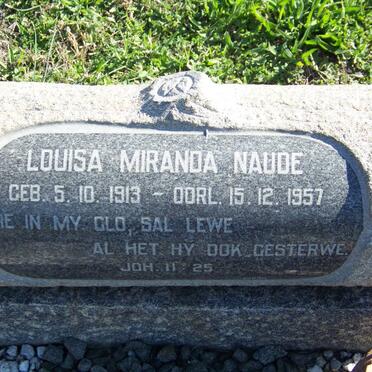 LOUISA MIRANDA NAUDE
GEB. 5. 10. 1913 - OORL. 15. 12. 1957
IE IN MY GLO, SAL LEWE
AL HET HY OOK GESTERWE.
JOH. 11: 25